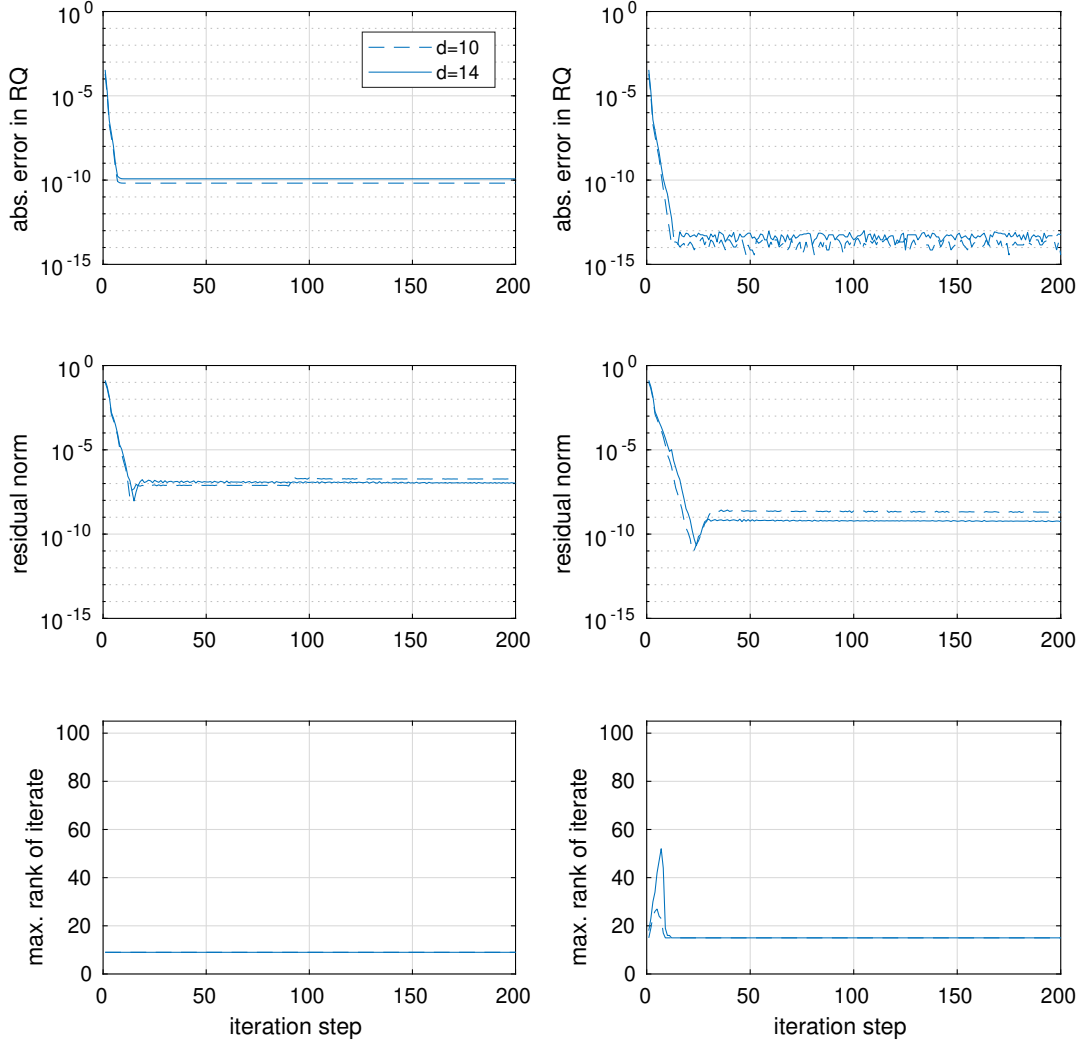 10^0
10^-5
10^-10
10^-15
abs. error in RQ
0 50 100 150 200
d=10
d=14
10^0
10^-5
10^-10
10^-15
abs. error in RQ
0 50 100 150 200
10^0
10^-5
10^-10
10^-15
residual norm
0 50 100 150 200
10^0
10^-5
10^-10
10^-15
residual norm
0 50 100 150 200
100
80
60
40
20
0
max. rank of iterate
0 50 100 150 200
iteration step
100
80
60
40
20
0
max. rank of iterate
0 50 100 150 200
iteration step